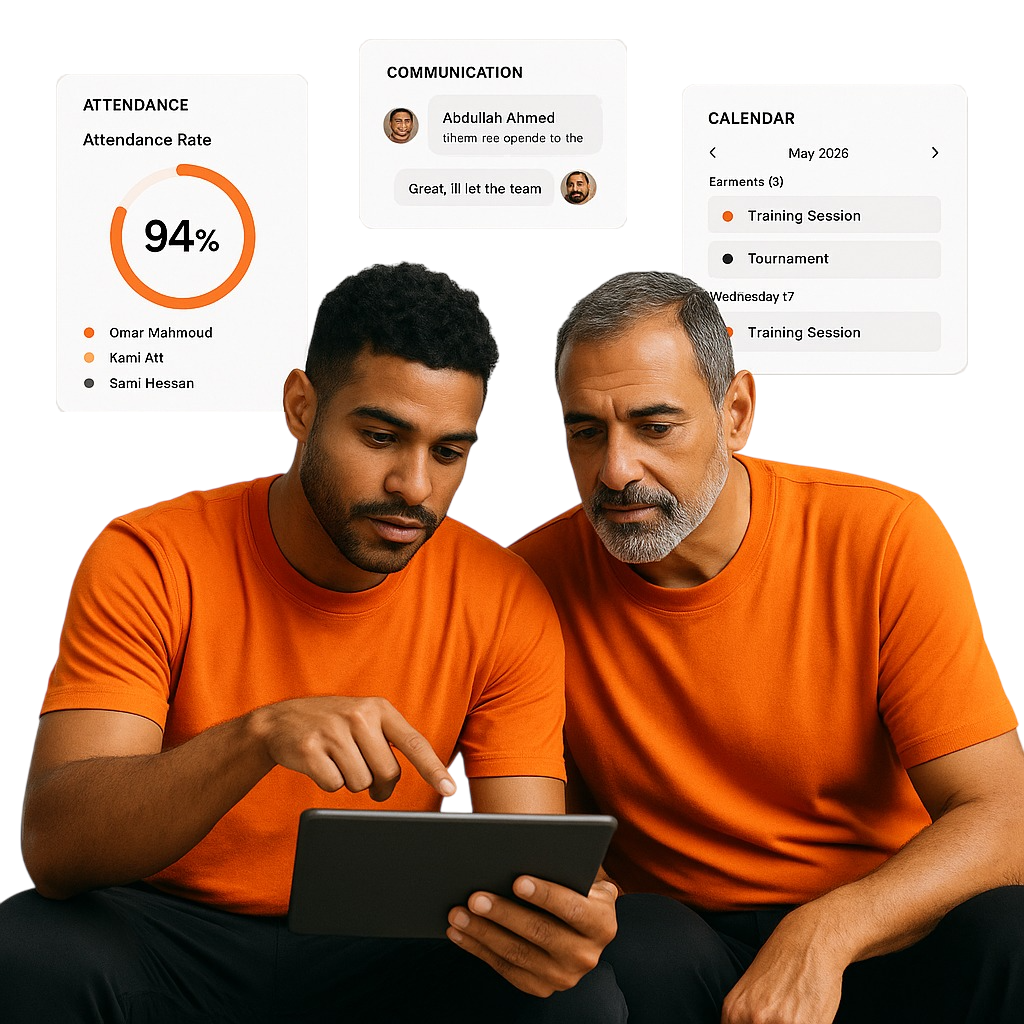 ATTENDANCE
Attendance Rate
94%
Omar Mahmoud
Kami Att
Sami Hessan
COMMUNICATION
Abdullah Ahmed
tihem ree opende to the
Great, ill let the team
CALENDAR
May 2026
Earments (3)
Training Session
Tournament
Wednesday t7
Training Session